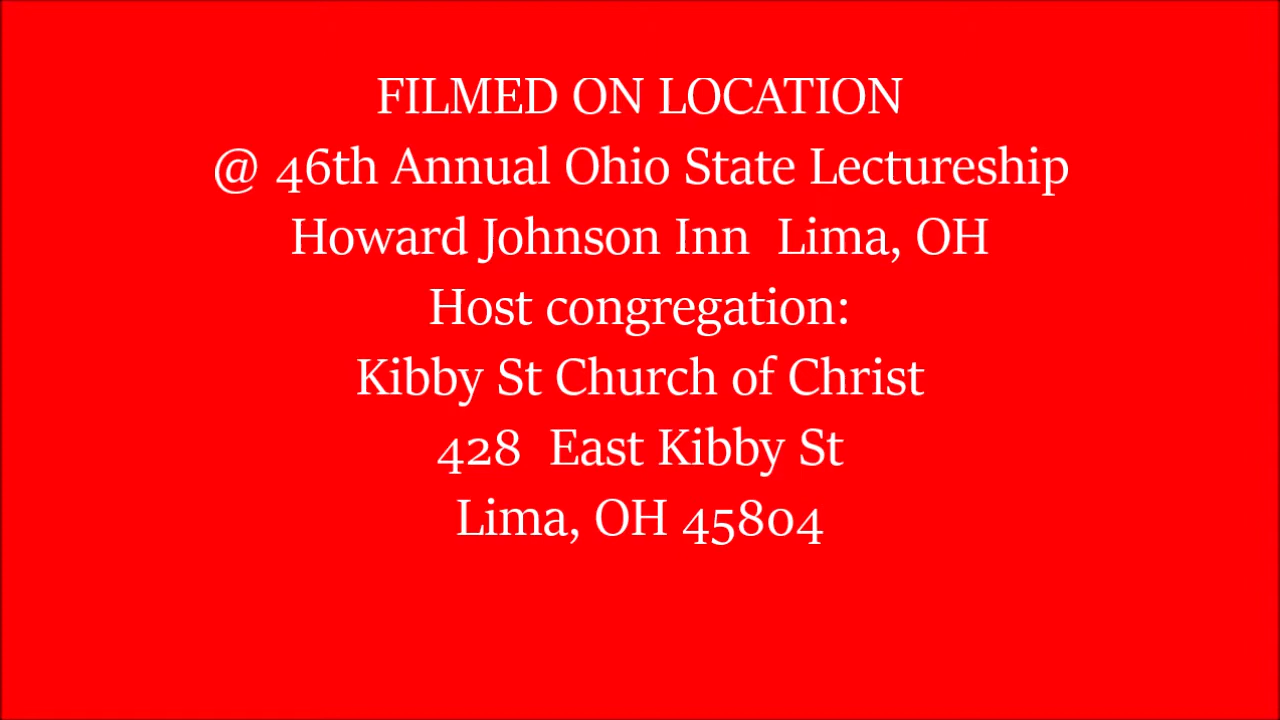 FILMED ON LOCATION
@ 46th Annual Ohio State Lectureship
Howard Johnson Inn  Lima, OH
Host congregation:
Kibby St Church of Christ
428  East Kibby St
Lima, OH 45804